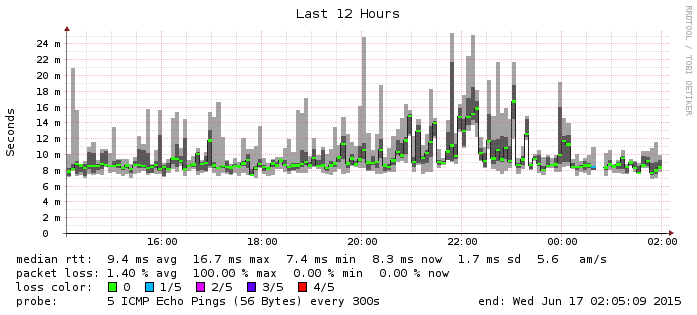 Last 12 Hours
RRDTOOL / TOBI OETIKER
Seconds
24 m
22 m
20 m
18 m
16 m
14 m
12 m
10 m
8 m
6 m
4 m
2 m
0
16:00 18:00 20:00 22:00 00:00 02:00
median rtt: 9.4 ms avg 16.7 ms max 7.4 ms min 8.3 ms now 1.7 ms sd 5.6 am/s
packet loss: 1.40 % avg 100.00 % max 0.00 % min 0.00 % now
loss color: 0 1/5 2/5 3/5 4/5
probe: 5 ICMP Echo Pings (56 Bytes) every 300s end: Wed Jun 17 02:05:09 2015